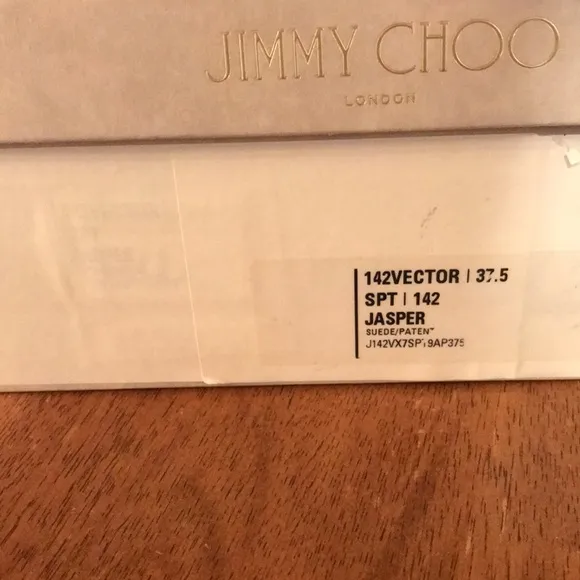 JIMMY CHOO
LONDON
142VECTOR | 37.5
SPT | 142
JASPER